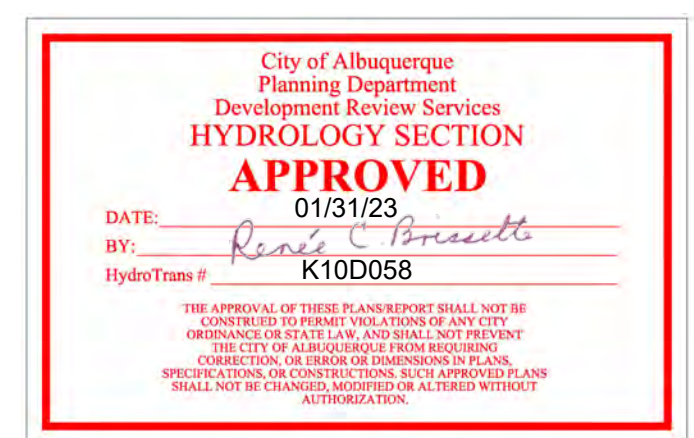 City of Albuquerque
Planning Department
Development Review Services
HYDROLOGY SECTION
APPROVED
DATE: 01/31/23
BY: Renée C. Brissette
HydroTrans # K10D058
THE APPROVAL OF THESE PLANS/REPORT SHALL NOT BE
CONSTRUED TO PERMIT VIOLATIONS OF ANY CITY
ORDINANCE OR STATE LAW, AND SHALL NOT PREVENT
THE CITY OF ALBUQUERQUE FROM REQUIRING
CORRECTION, OR ERROR OR DIMENSIONS IN PLANS,
SPECIFICATIONS, OR CONSTRUCTIONS. SUCH APPROVED PLANS
SHALL NOT BE CHANGED, MODIFIED OR ALTERED WITHOUT
AUTHORIZATION.